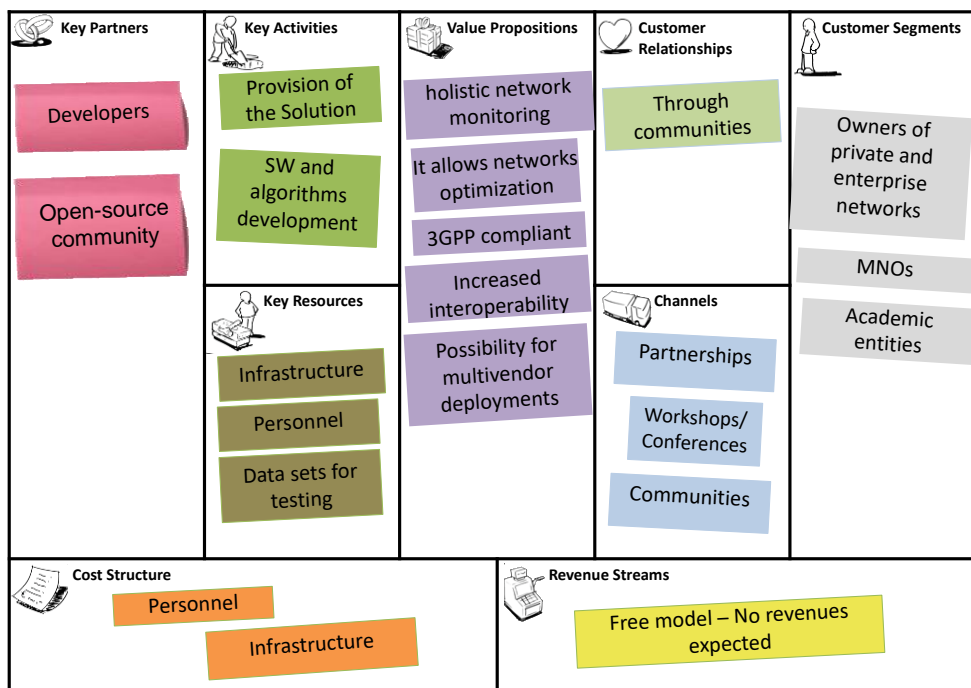 Key Partners
Developers
Open-source
community
Key Activities
Provision of
the Solution
SW and
algorithms
development
Key Resources
Infrastructure
Personnel
Data sets for
testing
Value Propositions
holistic network
monitoring
It allows networks
optimization
3GPP compliant
Increased
interoperability
Possibility for
multivendor
deployments
Customer
Relationships
Through
communities
Channels
Partnerships
Workshops/
Conferences
Communities
Customer Segments
Owners of
private and
enterprise
networks
MNOs
Academic
entities
Cost Structure
Personnel
Infrastructure
Revenue Streams
Free model – No revenues
expected